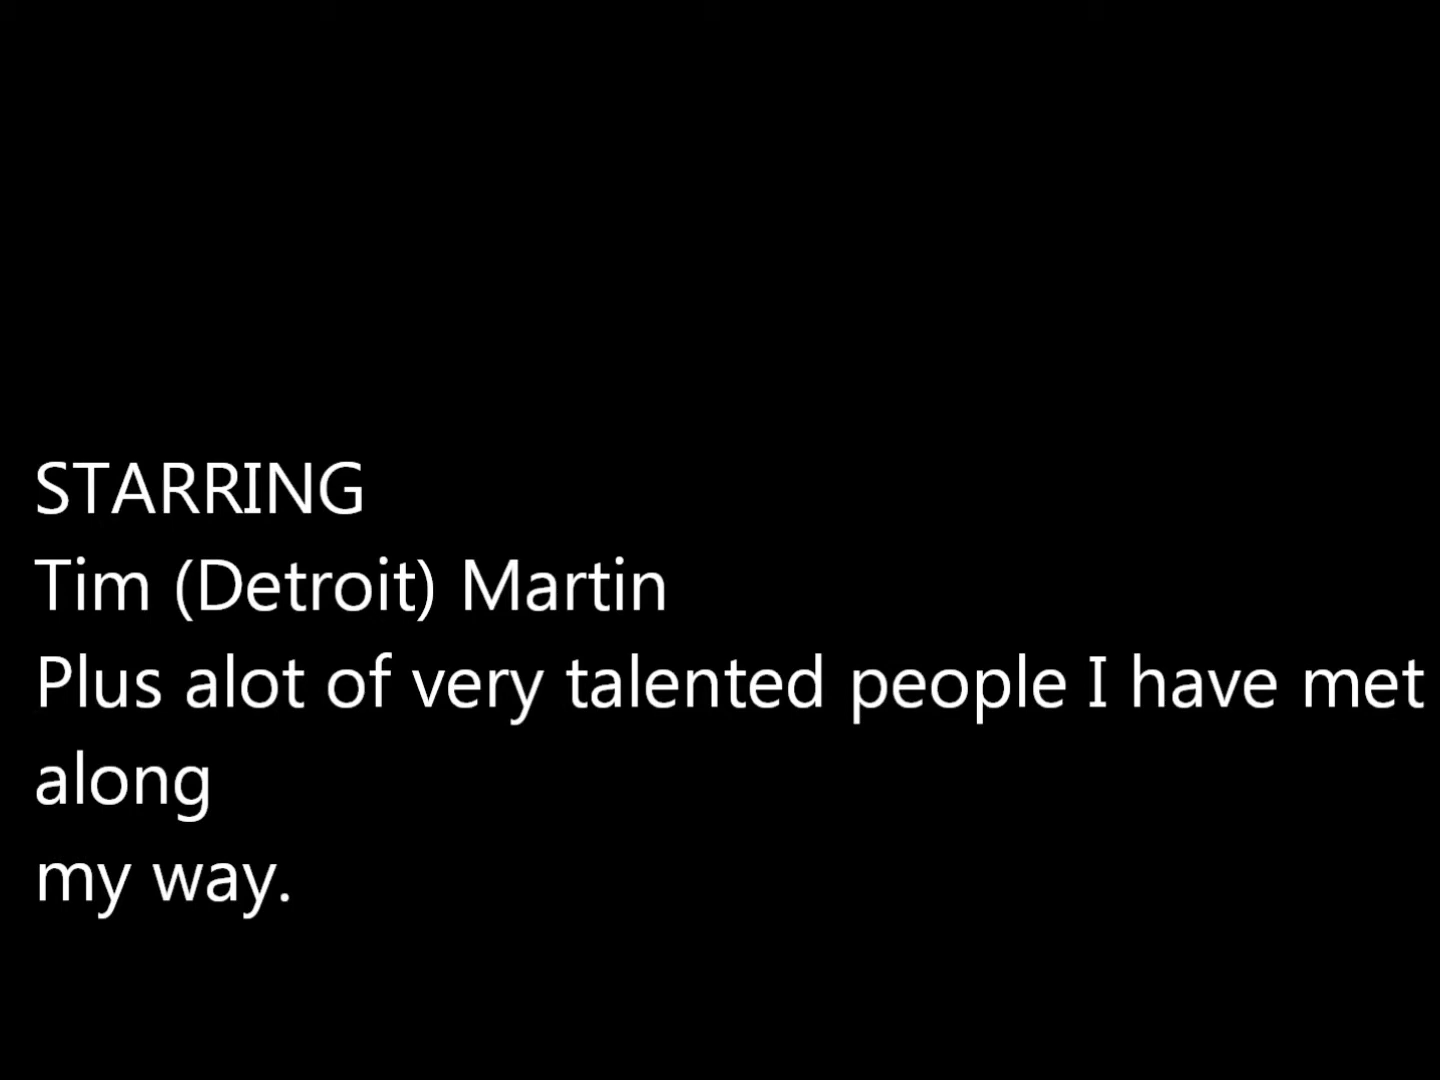 STARRING
Tim (Detroit) Martin
Plus alot of very talented people I have met
along
my way.